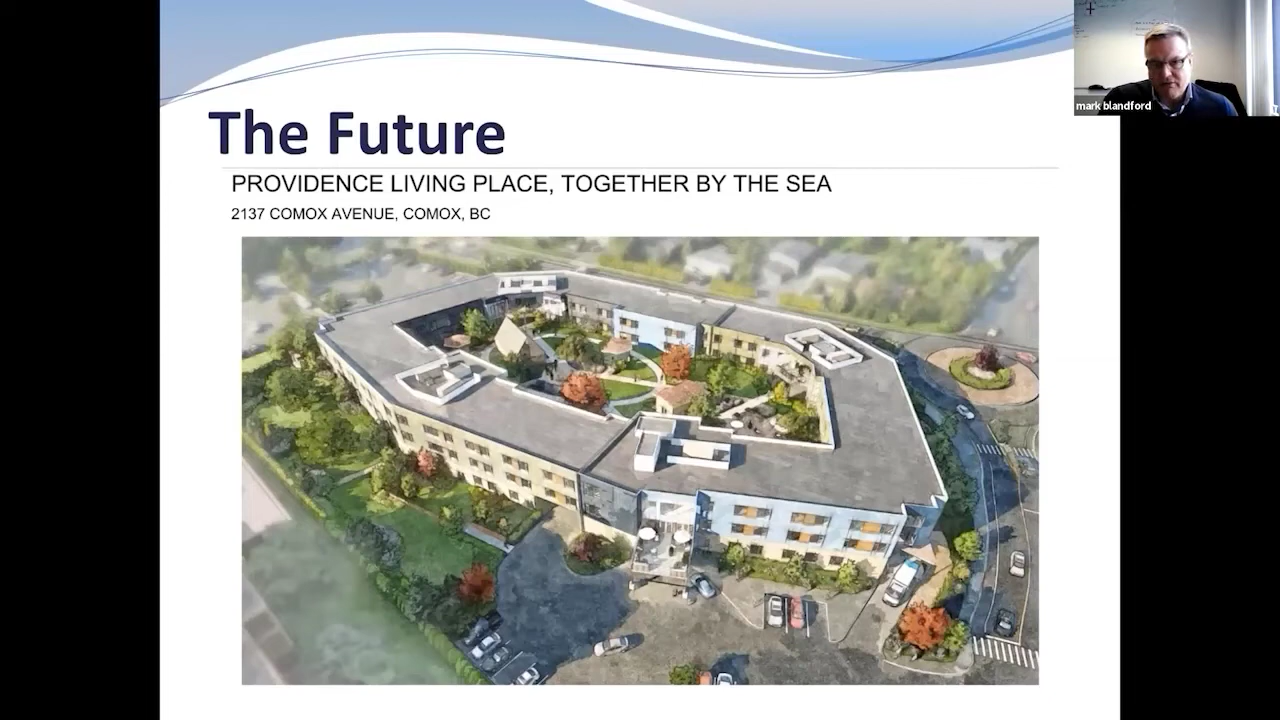 The Future
PROVIDENCE LIVING PLACE, TOGETHER BY THE SEA
2137 COMOX AVENUE, COMOX, BC
mark blandford